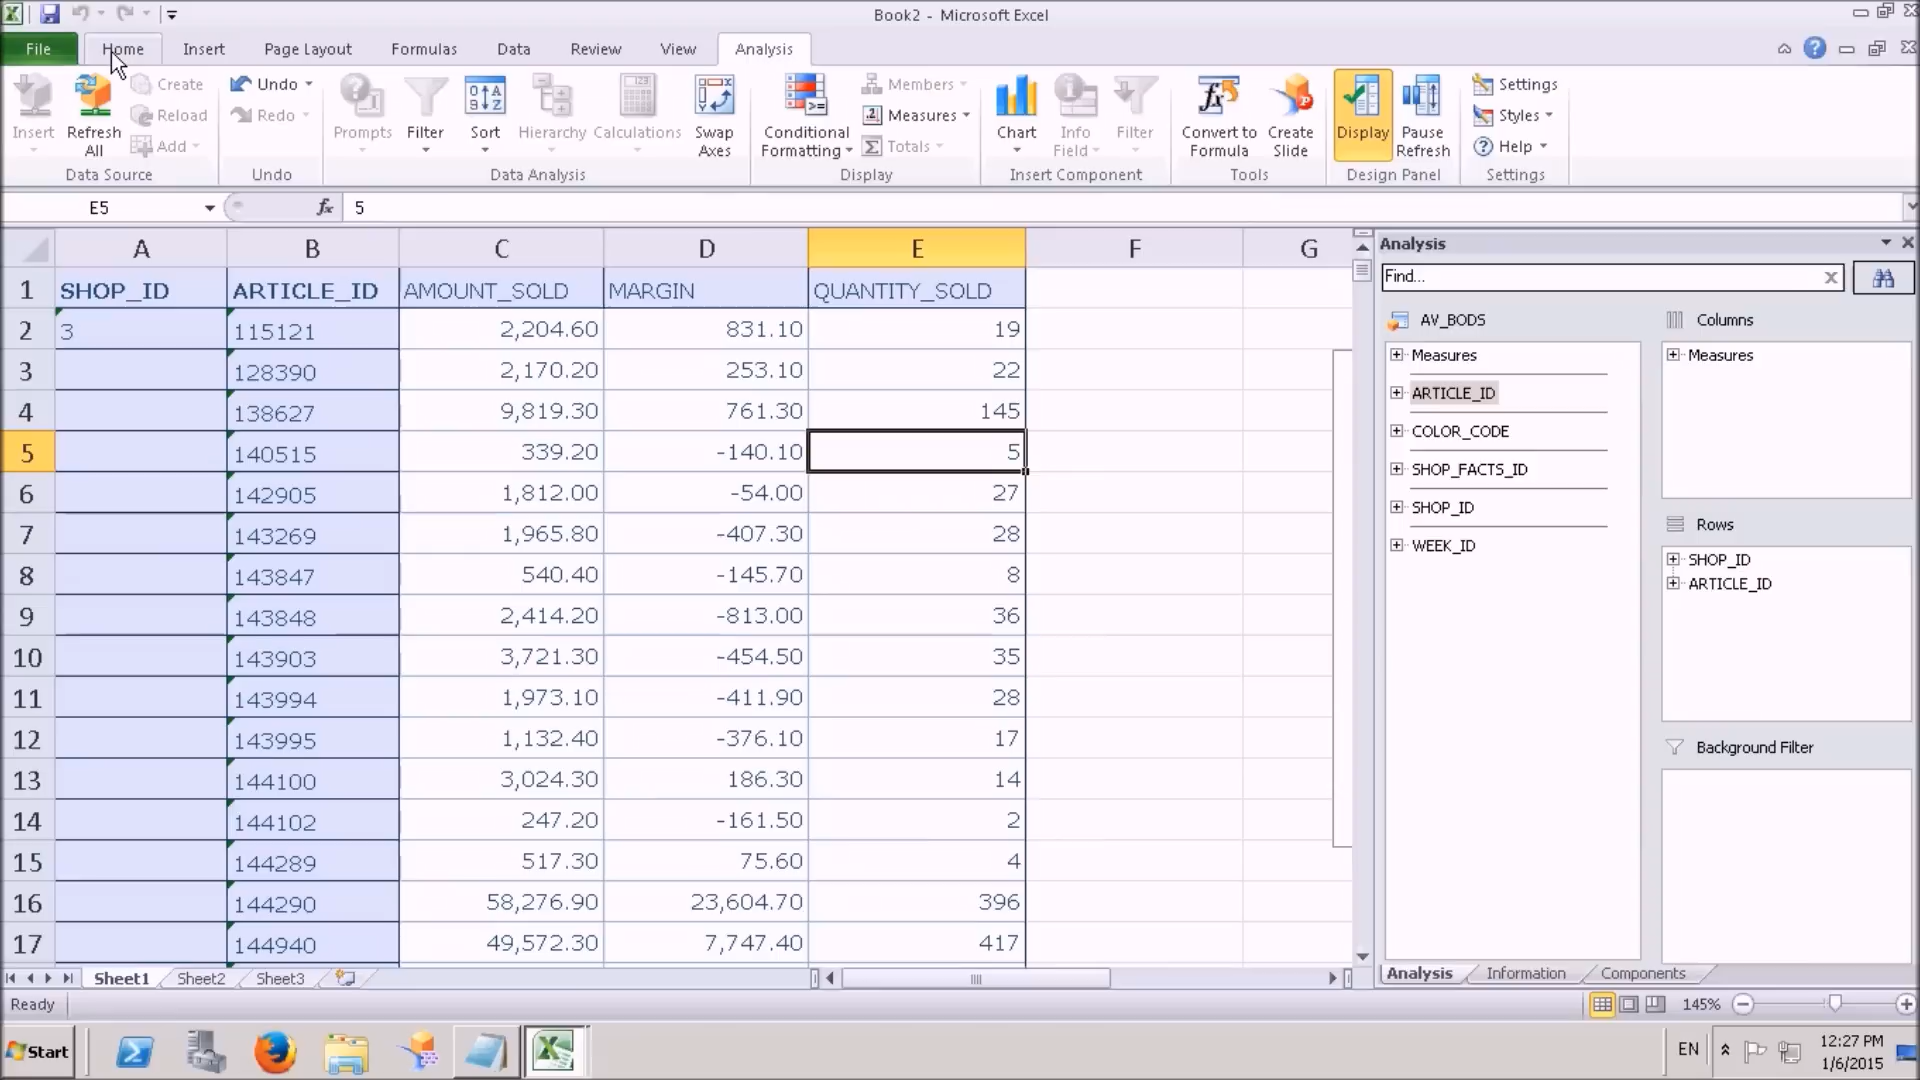 Book2 - Microsoft Excel
File Home Insert Page Layout Formulas Data Review View Analysis
Insert Refresh All Create Reload Add
Undo Redo
Prompts Filter Sort Hierarchy Calculations Swap Axes
Conditional Formatting Members Measures Totals
Chart Info Field Filter
Convert to Formula Create Slide
Display Pause Refresh
Settings Styles Help
Data Source Undo Data Analysis Display Insert Component Tools Design Panel Settings
E5 fx 5
A B C D E F G
1 SHOP_ID ARTICLE_ID AMOUNT_SOLD MARGIN QUANTITY_SOLD
2 3 115121 2,204.60 831.10 19
3 128390 2,170.20 253.10 22
4 138627 9,819.30 761.30 145
5 140515 339.20 -140.10 5
6 142905 1,812.00 -54.00 27
7 143269 1,965.80 -407.30 28
8 143847 540.40 -145.70 8
9 143848 2,414.20 -813.00 36
10 143903 3,721.30 -454.50 35
11 143994 1,973.10 -411.90 28
12 143995 1,132.40 -376.10 17
13 144100 3,024.30 186.30 14
14 144102 247.20 -161.50 2
15 144289 517.30 75.60 4
16 144290 58,276.90 23,604.70 396
17 144940 49,572.30 7,747.40 417
Analysis
Find...
AV_BODS
Measures
ARTICLE_ID
COLOR_CODE
SHOP_FACTS_ID
SHOP_ID
WEEK_ID
Columns
Measures
Rows
SHOP_ID
ARTICLE_ID
Background Filter
Analysis Information Components
Sheet1 Sheet2 Sheet3
Ready 145%
Start EN 12:27 PM
1/6/2015